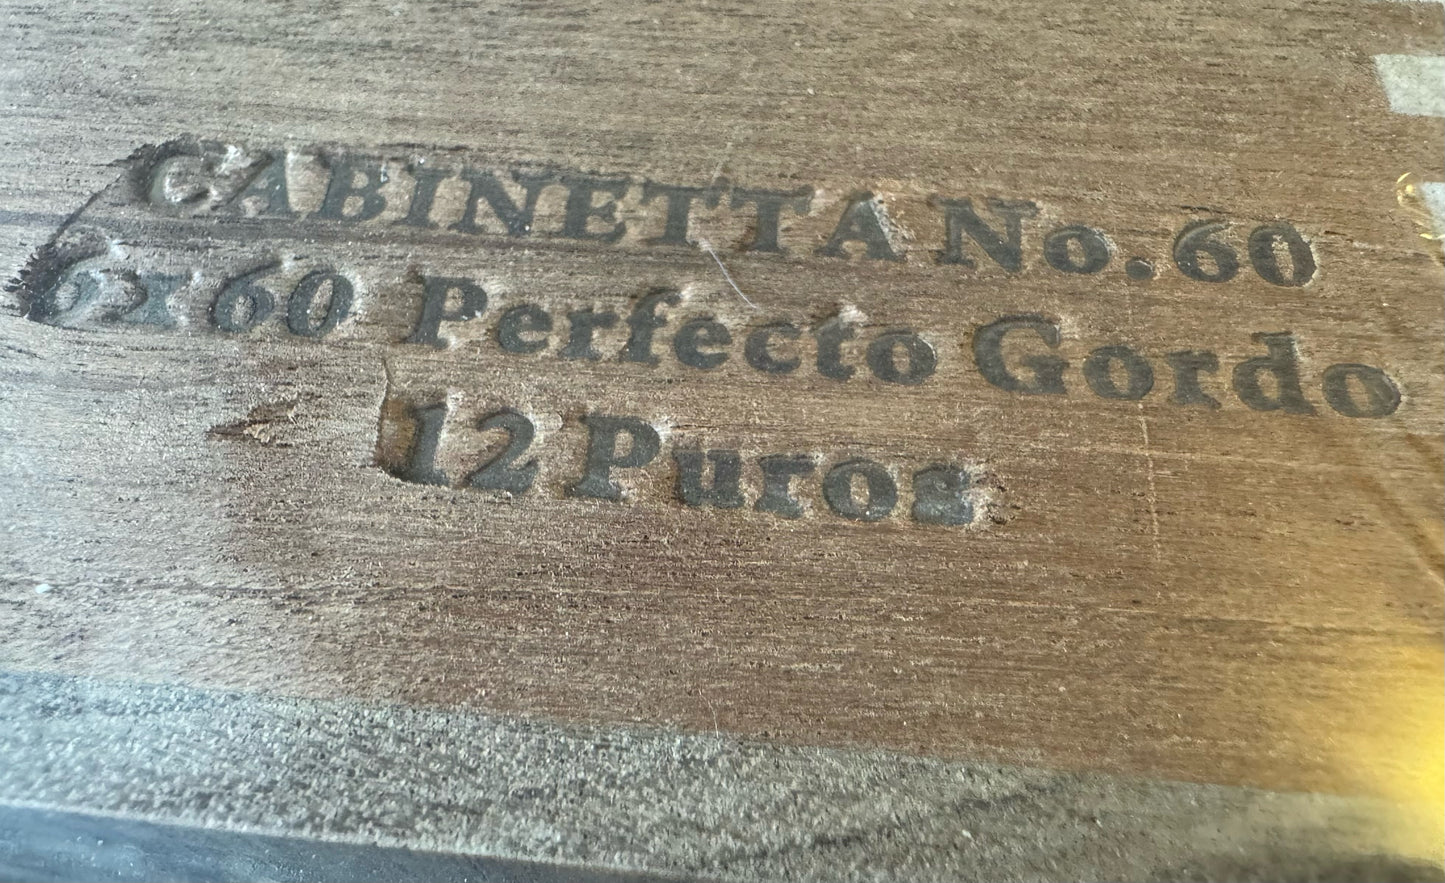 CABINETTA No. 60
6x60 Perfecto Gordo
12 Puros